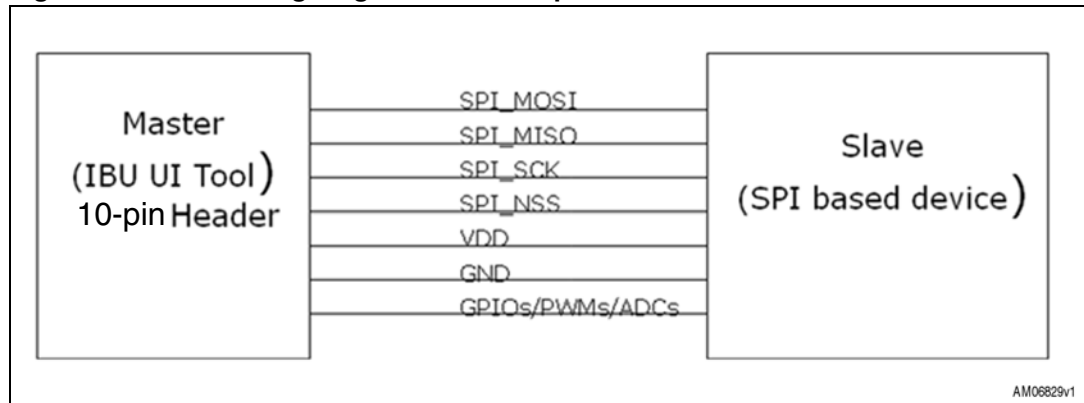 Master
(IBU UI Tool)
10-pin Header
SPI_MOSI
SPI_MISO
SPI_SCK
SPI_NSS
VDD
GND
GPIOs/PWMs/ADCs
Slave
(SPI based device)
AM06829v1